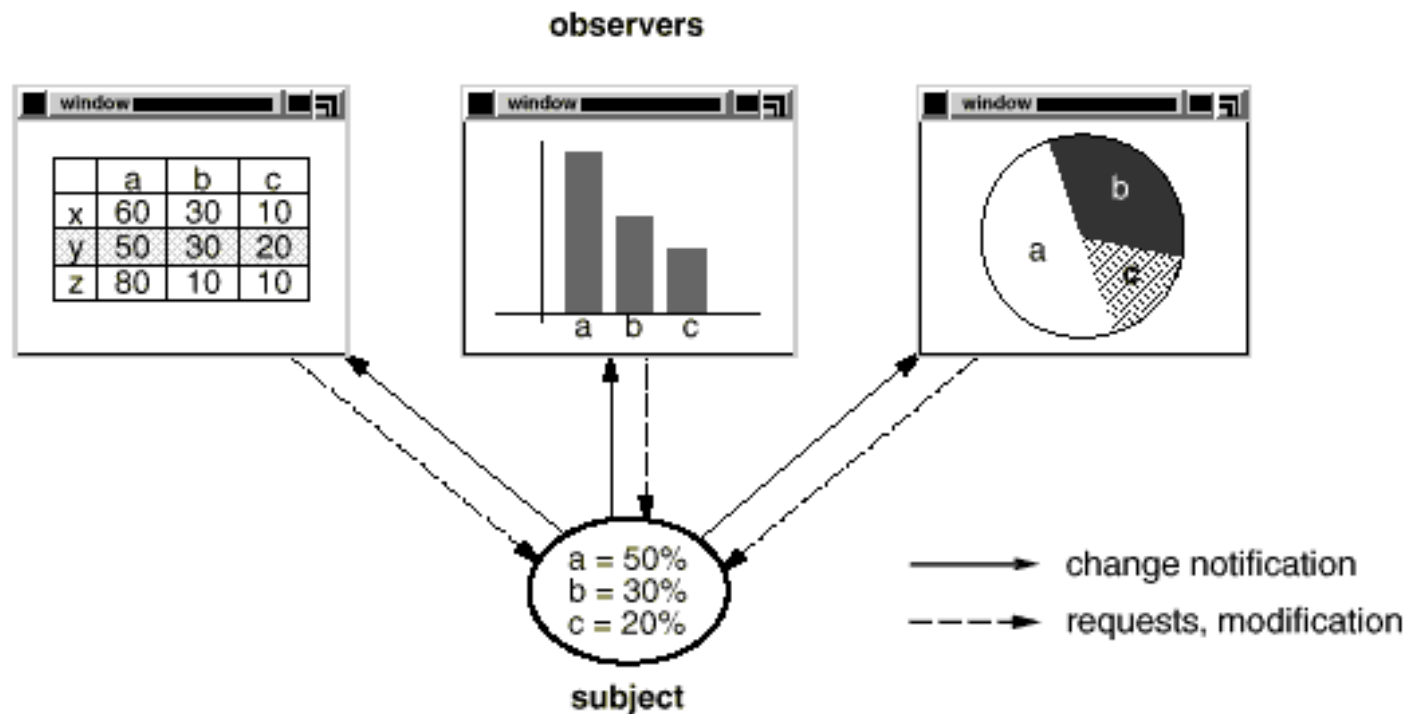 observers
window
a b c
x 60 30 10
y 50 30 20
z 80 10 10
window
a b c
window
b
a
c
a = 50%
b = 30%
c = 20%
subject
change notification
requests, modification